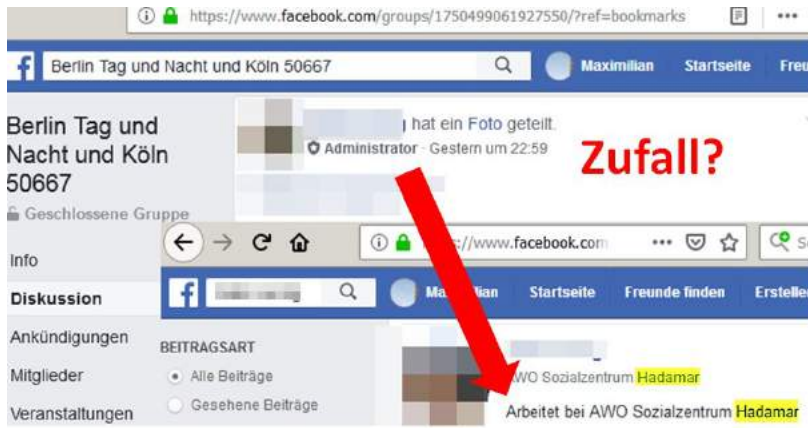 https://www.facebook.com/groups/1750499061927550/?ref=bookmarks
Berlin Tag und Nacht und Köln 50667
Maximilian Startseite
Berlin Tag und
Nacht und Köln
50667
hat ein Foto geteilt.
Administrator · Gestern um 22:59
Zufall?
Geschlossene Gruppe
Info
Diskussion
Ankündigungen
Mitglieder
Veranstaltungen
www.facebook.com
Startseite Freunde finden
BEITRAGSART
Alle Beiträge
Gesehene Beiträge
AWO Sozialzentrum Hadamar
Arbeitet bei AWO Sozialzentrum Hadamar